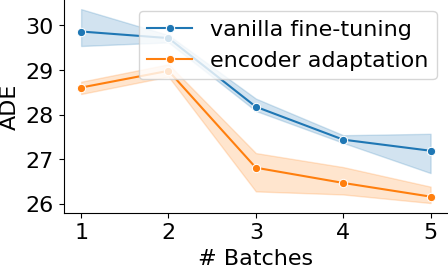 30
29
28
27
26
ADE
vanilla fine-tuning
encoder adaptation
1 2 3 4 5
# Batches